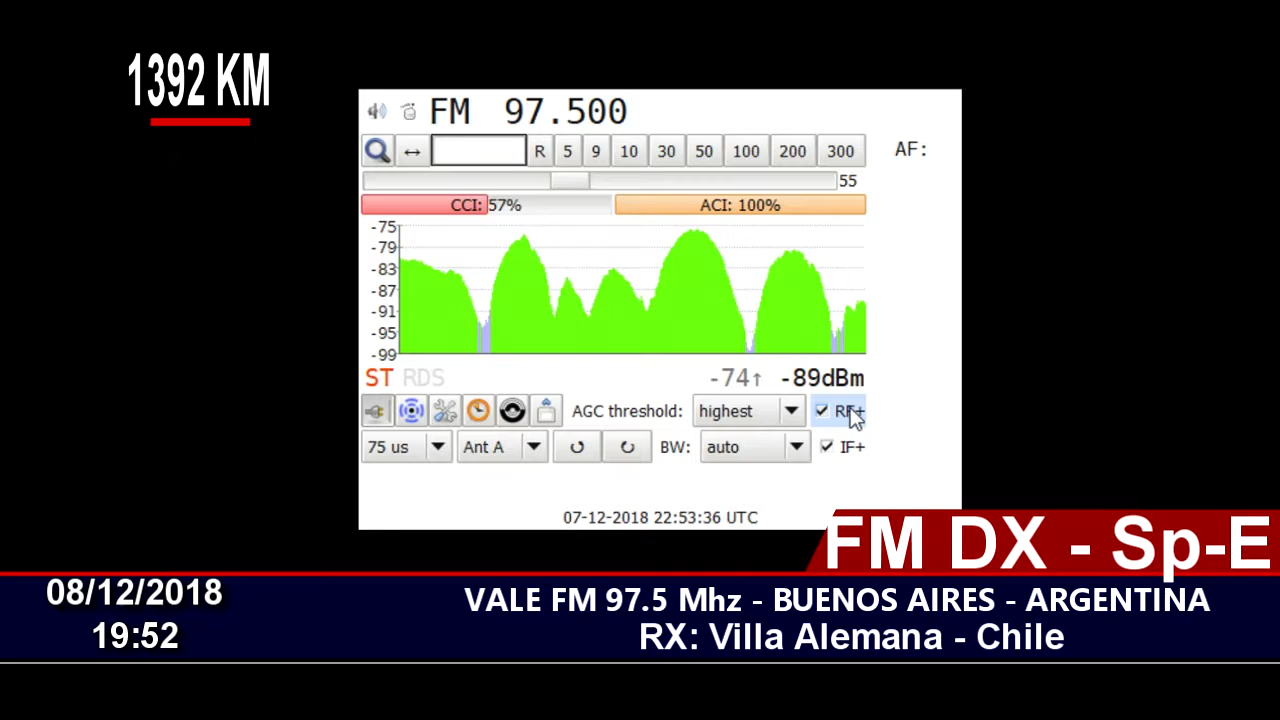 1392 KM
FM 97.500
R 5 9 10 30 50 100 200 300
AF:
55
CCI: 57%
ACI: 100%
-75
-79
-83
-87
-91
-95
-99
ST RDS
-74↑ -89dBm
AGC threshold: highest RF+
75 us Ant A BW: auto IF+
07-12-2018 22:53:36 UTC
FM DX - Sp-E
08/12/2018
19:52
VALE FM 97.5 Mhz - BUENOS AIRES - ARGENTINA
RX: Villa Alemana - Chile